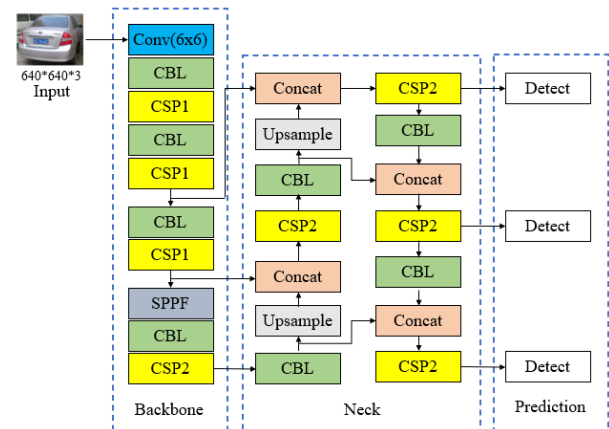 640*640*3
Input
Conv(6x6)
CBL
CSP1
CBL
CSP1
CBL
CSP1
SPPF
CBL
CSP2
Backbone
Concat
Upsample
CBL
CSP2
Concat
Upsample
CBL
CSP2
CBL
Concat
CSP2
CBL
Concat
CSP2
Neck
Detect
Detect
Detect
Prediction